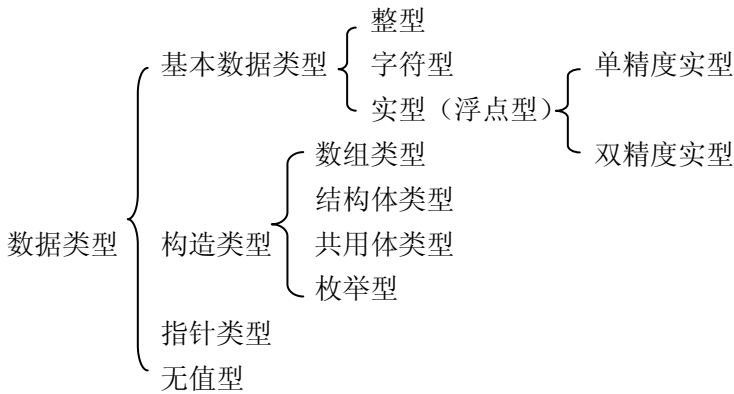 整型
基本数据类型
字符型
单精度实型
实型（浮点型）
数组类型
双精度实型
结构体类型
数据类型
构造类型
共用体类型
枚举型
指针类型
无值型